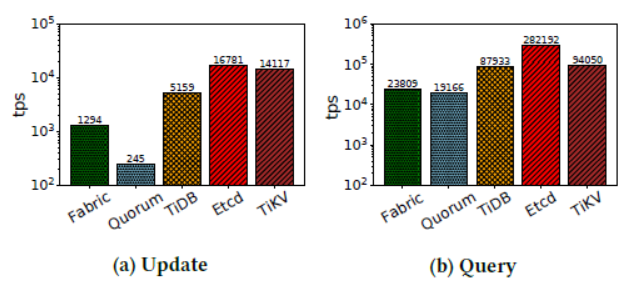 10^5
10^4
10^3
10^2
tps
1294
245
5159
16781
14117
Fabric
Quorum
TiDB
Etcd
TiKV
(a) Update
10^6
10^5
10^4
10^3
10^2
tps
23809
19166
87933
282192
94050
Fabric
Quorum
TiDB
Etcd
TiKV
(b) Query